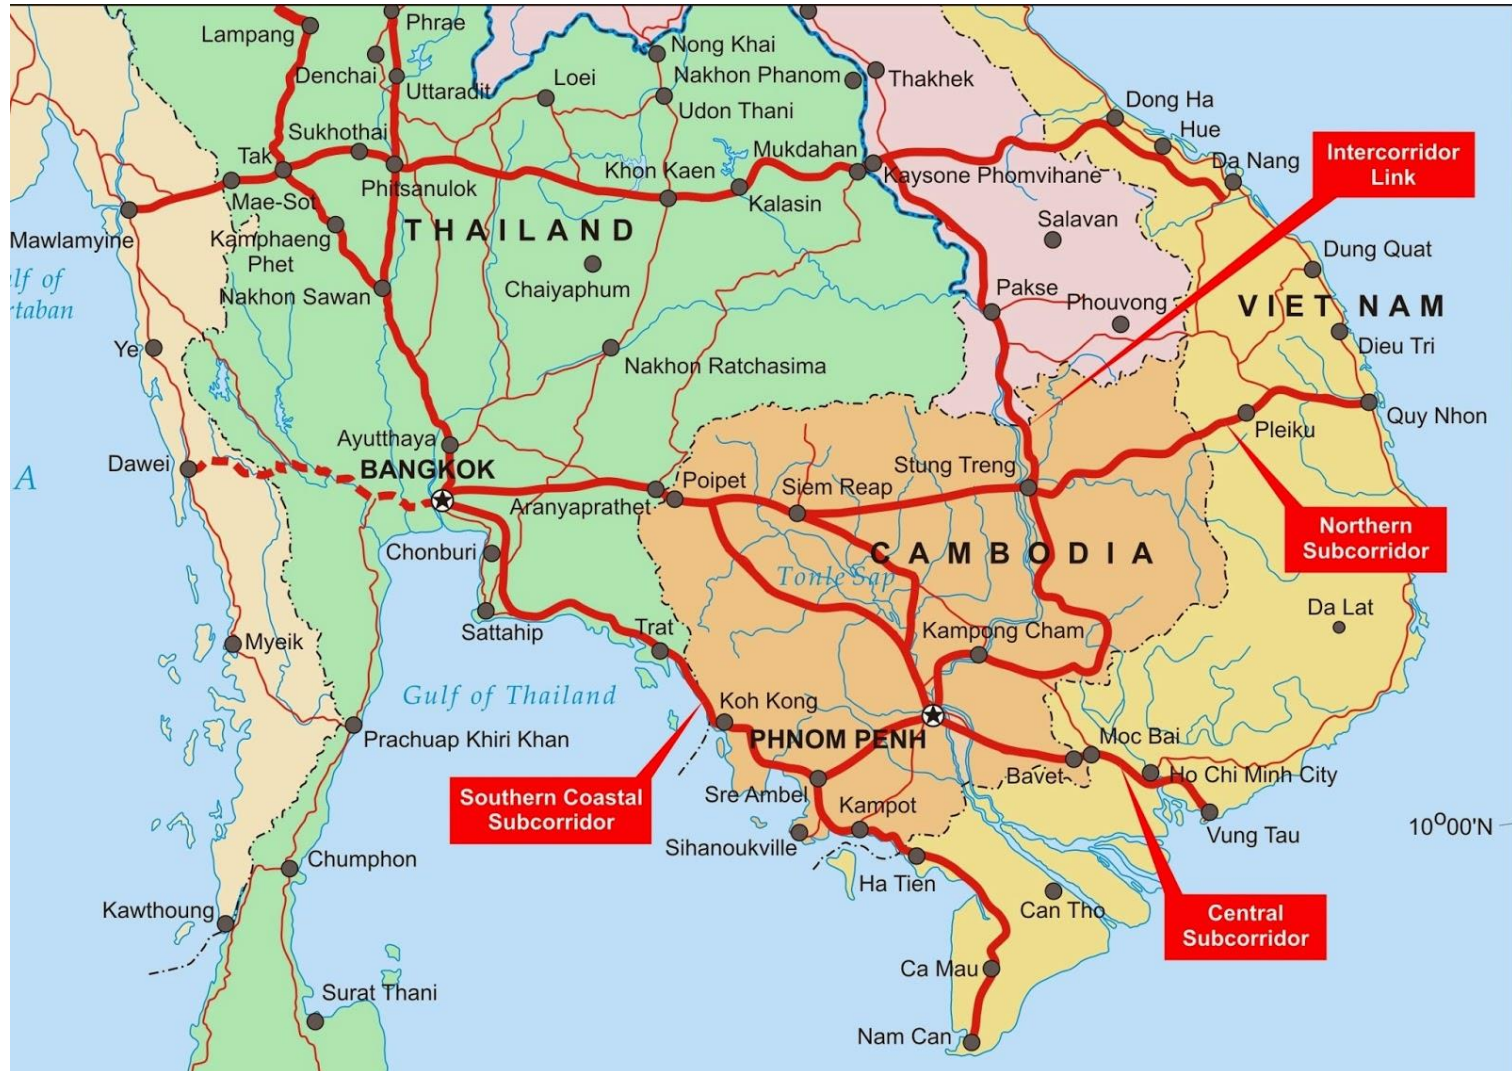 Lampang
Phrae
Denchai
Uttaradit
Loei
Nong Khai
Nakhon Phanom
Udon Thani
Thakhek
Dong Ha
Hue
Da Nang
Intercorridor
Link
Sukhothai
Tak
Phitsanulok
Khon Kaen
Mukdahan
Kaysone Phomvihane
Kalasin
Mae-Sot
Mawlamyine
Kamphaeng
Phet
THAILAND
Salavan
Dung Quat
lf of
rtaban
Nakhon Sawan
Chaiyaphum
Pakse
Phouvong
VIET NAM
Ye
Nakhon Ratchasima
Dieu Tri
Quy Nhon
Pleiku
Ayutthaya
Dawei
BANGKOK
A
Aranyaprathet
Poipet
Siem Reap
Stung Treng
Northern
Subcorridor
Chonburi
CAMBODIA
Tonle Sap
Da Lat
Myeik
Sattahip
Trat
Kampong Cham
Gulf of Thailand
Koh Kong
Prachuap Khiri Khan
PHNOM PENH
Moc Bai
Bavet
Ho Chi Minh City
Southern Coastal
Subcorridor
Sre Ambel
Kampot
Sihanoukville
Vung Tau
10°00'N
Chumphon
Ha Tien
Can Tho
Central
Subcorridor
Kawthoung
Ca Mau
Surat Thani
Nam Can